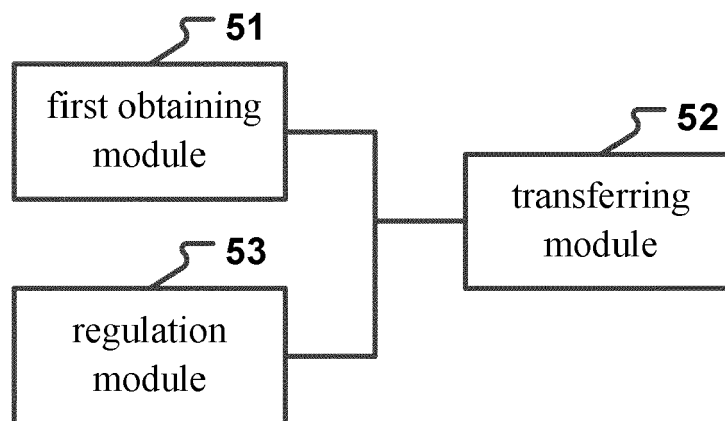 51
first obtaining
module
52
transferring
module
53
regulation
module